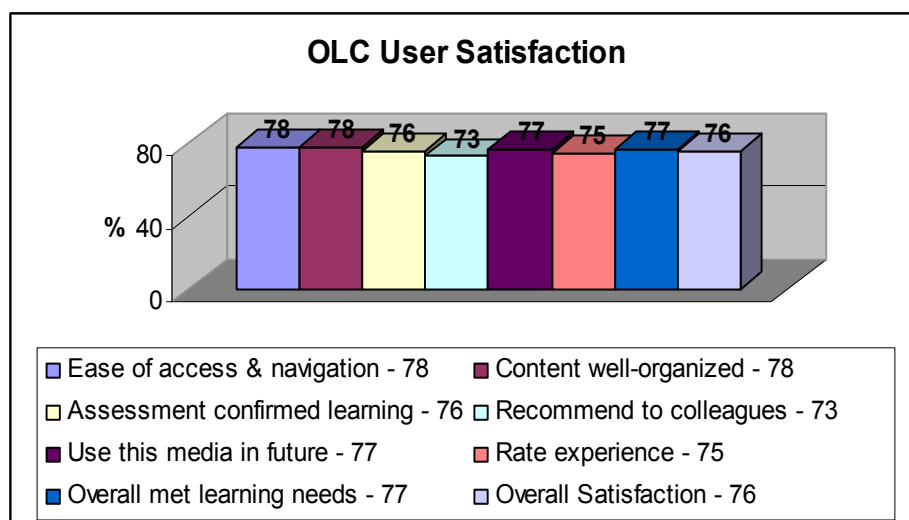 OLC User Satisfaction
78 78 76 73 77 75 77 76
80
% 40
0
Ease of access & navigation - 78 Content well-organized - 78
Assessment confirmed learning - 76 Recommend to colleagues - 73
Use this media in future - 77 Rate experience - 75
Overall met learning needs - 77 Overall Satisfaction - 76